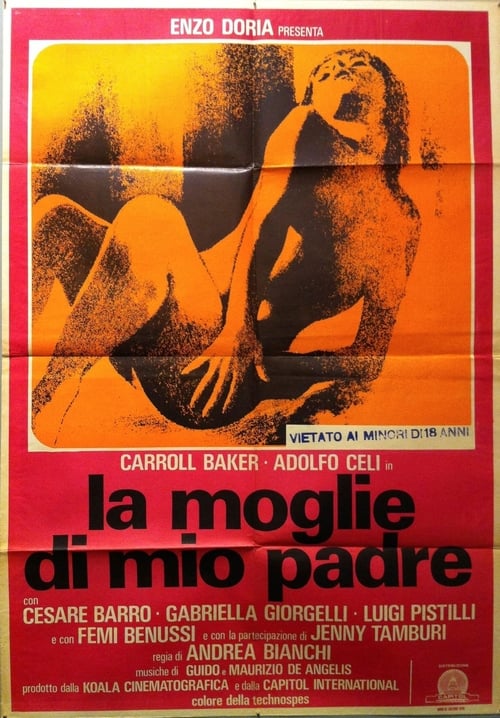 ENZO DORIA PRESENTA
VIETATO AI MINORI DI 18 ANNI
CARROLL BAKER · ADOLFO CELI in
la moglie
di mio padre
con
CESARE BARRO · GABRIELLA GIORGELLI · LUIGI PISTILLI
e con FEMI BENUSSI e con la partecipazione di JENNY TAMBURI
regia di ANDREA BIANCHI
musiche di GUIDO e MAURIZIO DE ANGELIS
prodotto dalla KOALA CINEMATOGRAFICA e dalla CAPITOL INTERNATIONAL
colore della technospes
DISTRIBUZIONE
CAPITOL